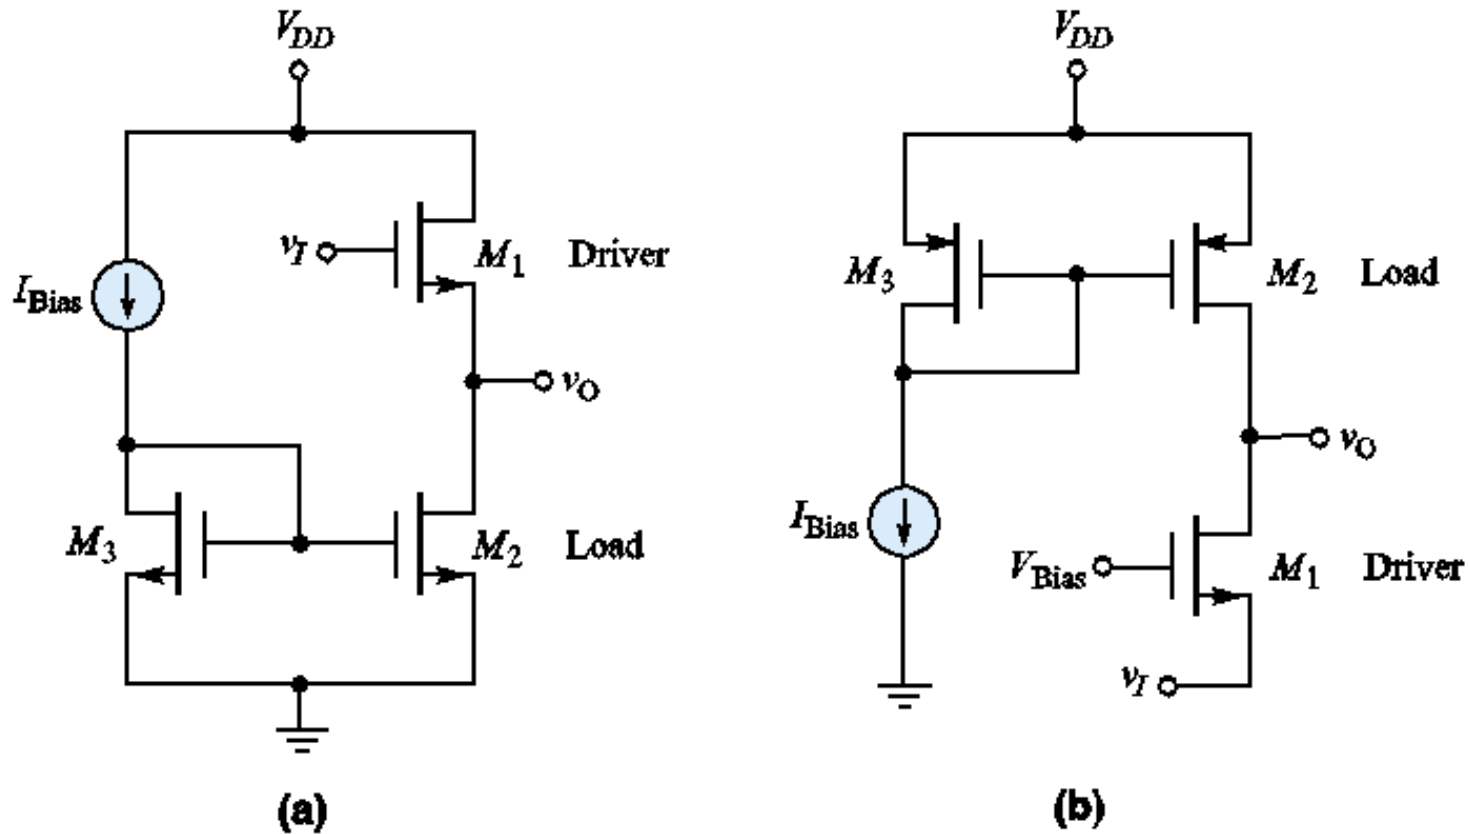 V_DD
I_Bias
v_I
M_1 Driver
v_O
M_3
M_2 Load
(a)
V_DD
M_3
M_2 Load
v_O
I_Bias
V_Bias
M_1 Driver
v_I
(b)